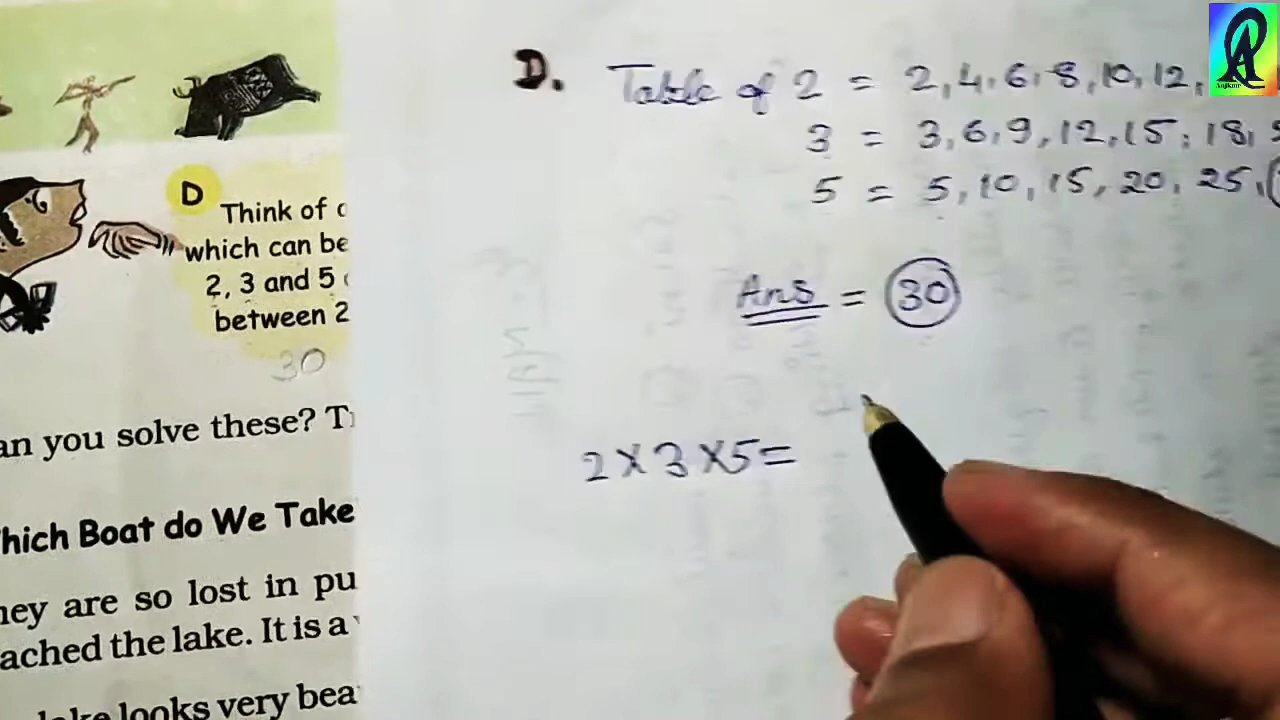 D
Think of
which can be
2, 3 and 5
between 2
30
an you solve these?
hich Boat do We Take
hey are so lost in pu
ached the lake. It is a
lake looks very bea
D. Table of 2 = 2, 4, 6, 8, 10, 12,
3 = 3, 6, 9, 12, 15, 18,
5 = 5, 10, 15, 20, 25,
Ans = 30
2 × 3 × 5 =